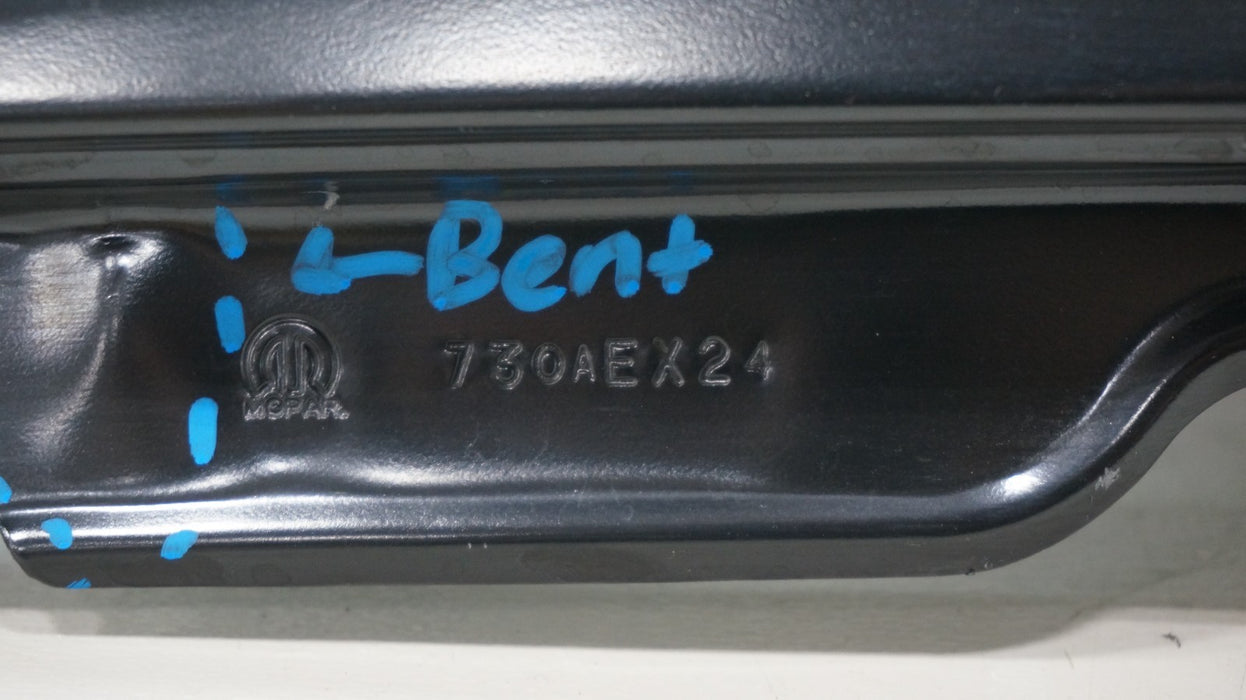 ←Bent
730AEX24
MOPAR.